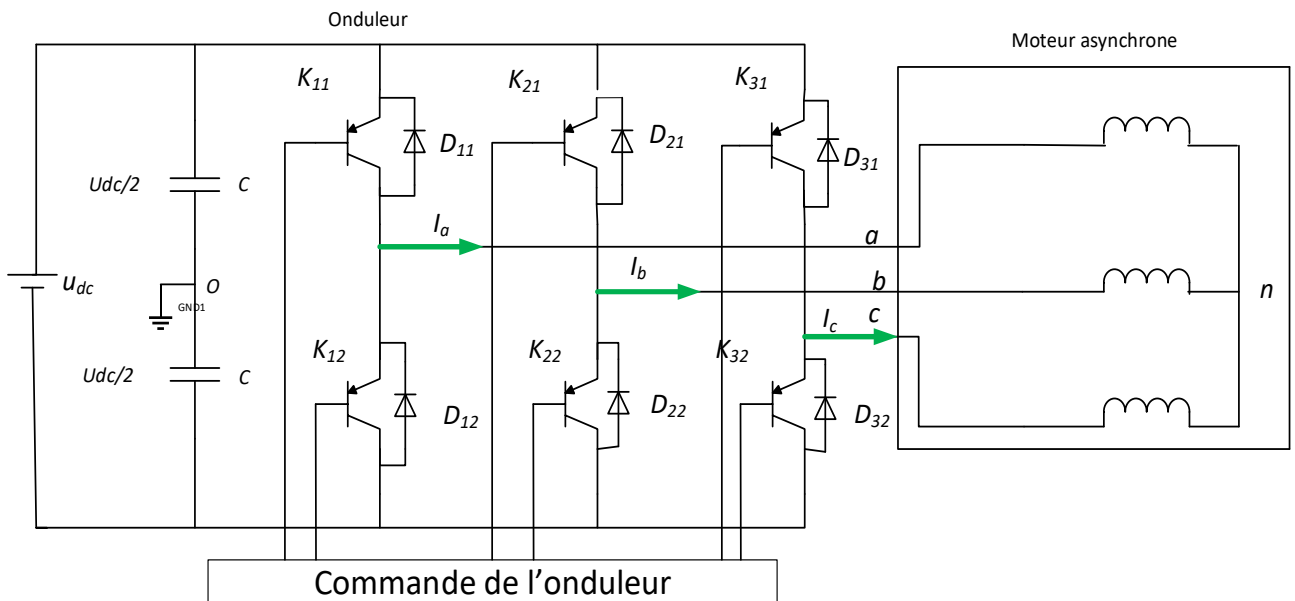 Onduleur
Moteur asynchrone
K11
K21
K31
D11
D21
D31
Udc/2
C
Ia
a
Ib
b
n
udc
O
GND1
Ic
c
K12
K22
K32
Udc/2
C
D12
D22
D32
Commande de l’onduleur